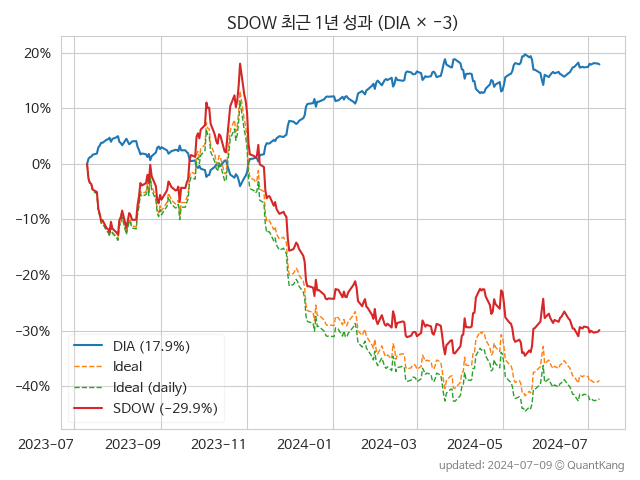 SDOW 최근 1년 성과 (DIA × −3)
20%
10%
0%
−10%
−20%
−30%
−40%
DIA (17.9%)
Ideal
Ideal (daily)
SDOW (−29.9%)
2023-07 2023-09 2023-11 2024-01 2024-03 2024-05 2024-07
updated: 2024-07-09 © QuantKang